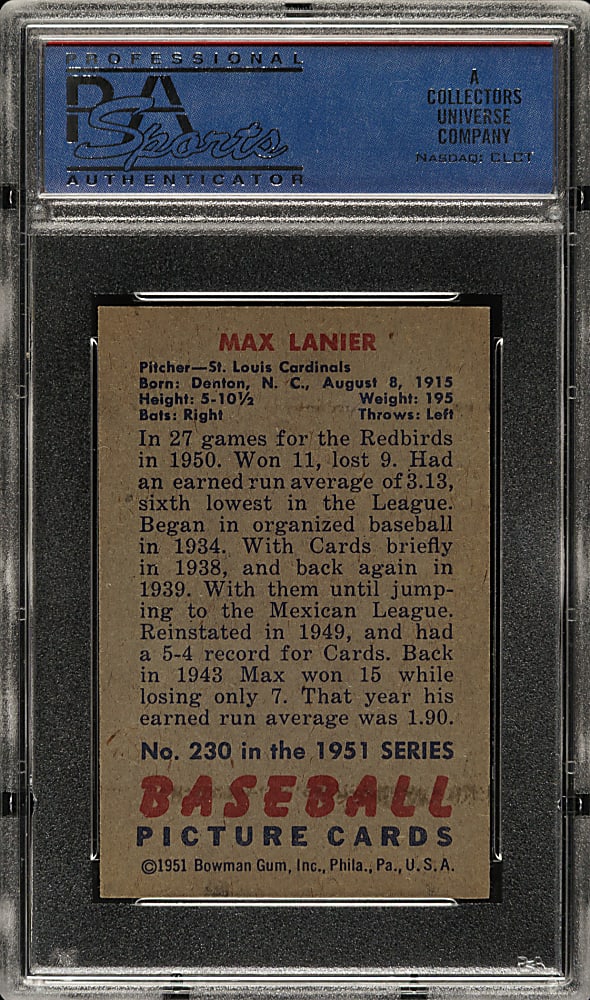 PROFESSIONAL
PSA
Sports
AUTHENTICATOR
A
COLLECTORS
UNIVERSE
COMPANY
NASDAQ: CLCT
MAX LANIER
Pitcher—St. Louis Cardinals
Born: Denton, N. C., August 8, 1915
Height: 5-10½ Weight: 195
Bats: Right Throws: Left
In 27 games for the Redbirds
in 1950. Won 11, lost 9. Had
an earned run average of 3.13,
sixth lowest in the League.
Began in organized baseball
in 1934. With Cards briefly
in 1938, and back again in
1939. With them until jump-
ing to the Mexican League.
Reinstated in 1949, and had
a 5-4 record for Cards. Back
in 1943 Max won 15 while
losing only 7. That year his
earned run average was 1.90.
No. 230 in the 1951 SERIES
BASEBALL
PICTURE CARDS
©1951 Bowman Gum, Inc., Phila., Pa., U. S. A.
PSA